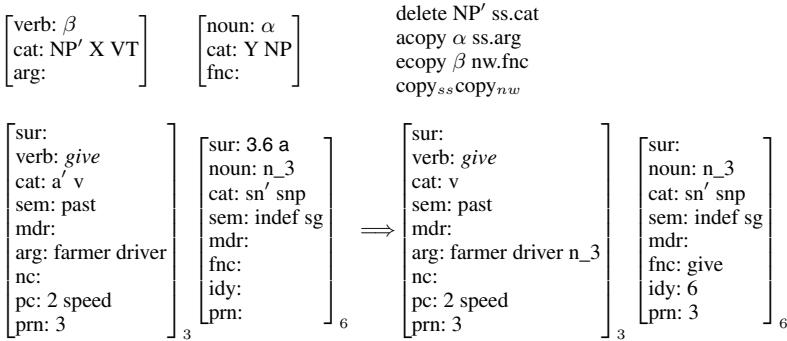 verb: β
cat: NP′ X VT
arg:
noun: α
cat: Y NP
fnc:
delete NP′ ss.cat
acopy α ss.arg
ecopy β nw.fnc
copy_ss copy_nw
sur:
verb: give
cat: a′ v
sem: past
mdr:
arg: farmer driver
nc:
pc: 2 speed
prn: 3
3
sur: 3.6 a
noun: n_3
cat: sn′ snp
sem: indef sg
mdr:
fnc:
idy:
prn:
6
⟹
sur:
verb: give
cat: v
sem: past
mdr:
arg: farmer driver n_3
nc:
pc: 2 speed
prn: 3
3
sur:
noun: n_3
cat: sn′ snp
sem: indef sg
mdr:
fnc: give
idy: 6
prn: 3
6